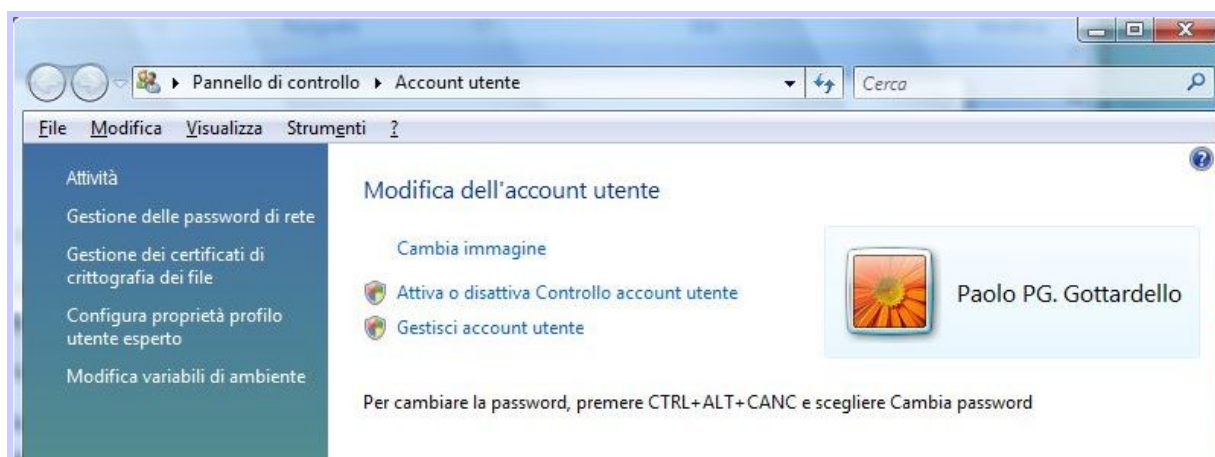 Pannello di controllo Account utente
Cerca
File Modifica Visualizza Strumenti ?
Attività
Gestione delle password di rete
Gestione dei certificati di
crittografia dei file
Configura proprietà profilo
utente esperto
Modifica variabili di ambiente
Modifica dell'account utente
Cambia immagine
Attiva o disattiva Controllo account utente
Gestisci account utente
Paolo PG. Gottardello
Per cambiare la password, premere CTRL+ALT+CANC e scegliere Cambia password